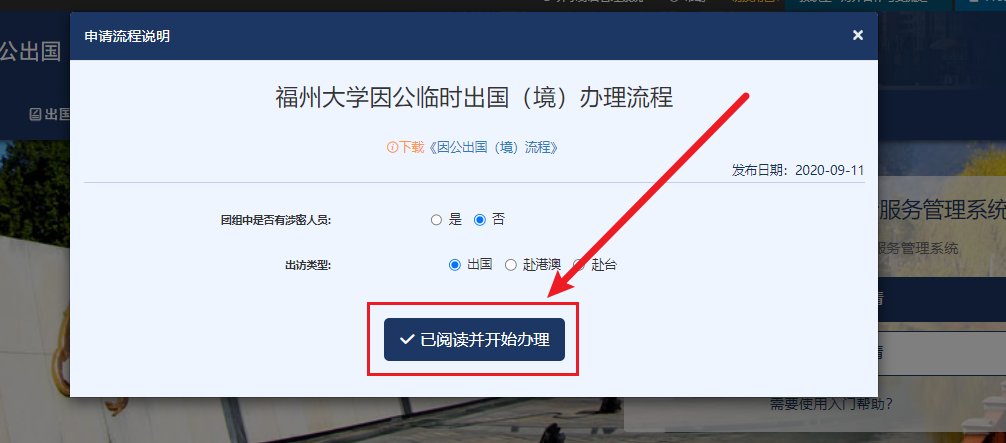 申请流程说明
公出国
出国
福州大学因公临时出国（境）办理流程
下载《因公出国（境）流程》
发布日期：2020-09-11
团组中是否有涉密人员:
是 否
出访类型:
出国 赴港澳 赴台
已阅读并开始办理
服务管理系统
服务管理系统
需要使用入门帮助?